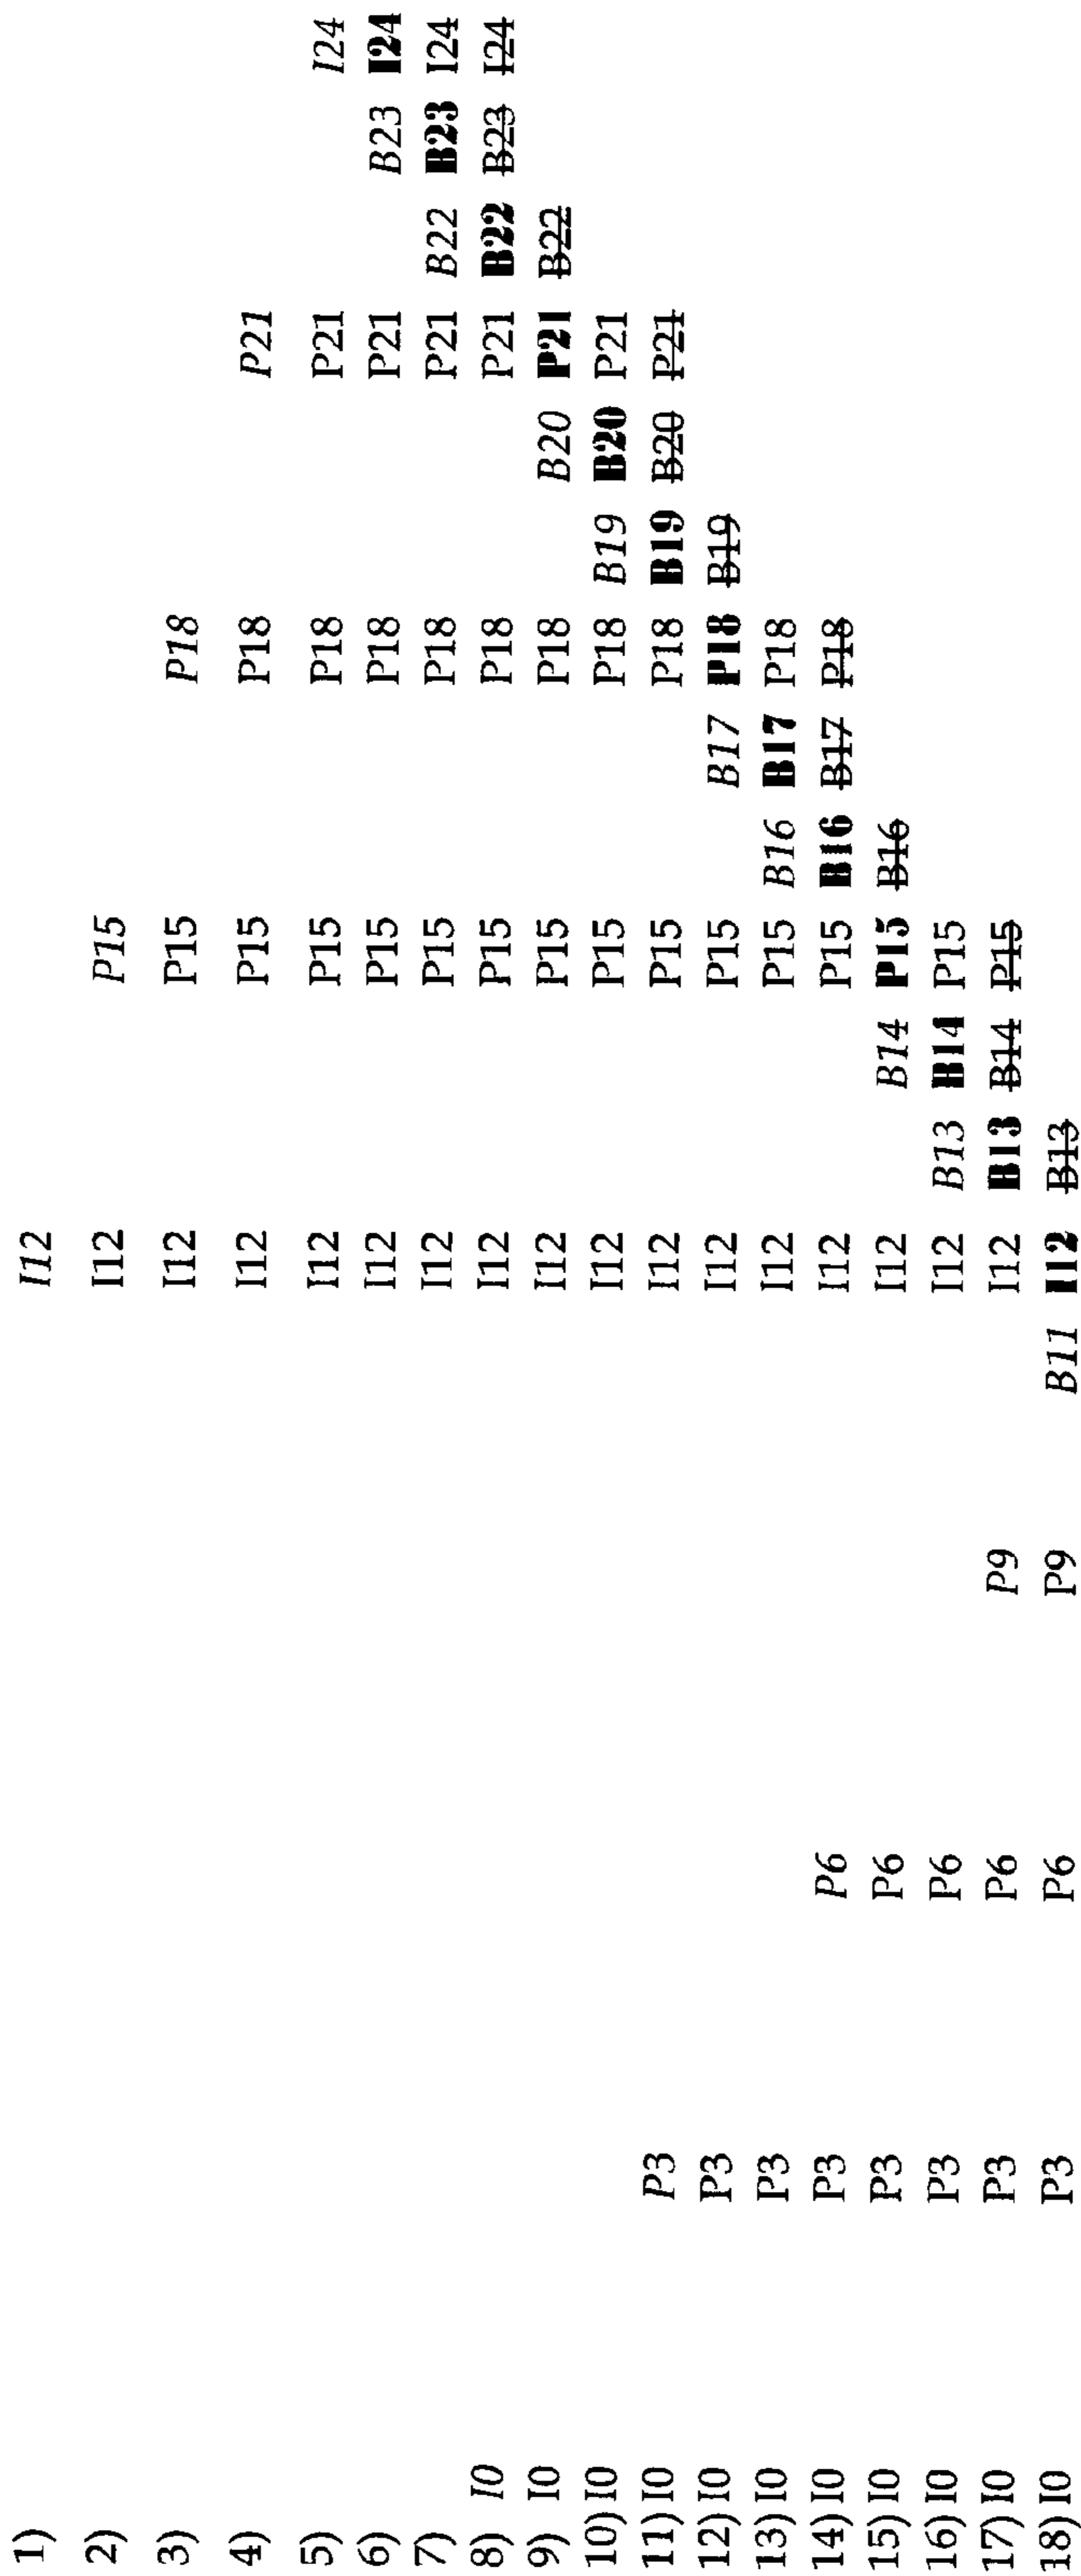 1) I12
2) I12 P15
3) I12 P15 P18
4) I12 P15 P18 P21
5) I12 P15 P18 P21 I24
6) I12 P15 P18 P21 B23 I24
7) I12 P15 P18 P21 B22 B23 I24
8) I0 I12 P15 P18 P21 B22 B23 I24
9) I0 I12 P15 P18 B20 P21 B22
10) I0 I12 P15 P18 B19 B20 P21
11) I0 P3 I12 P15 P18 B19 B20 P21
12) I0 P3 I12 P15 B17 P18 B19
13) I0 P3 I12 P15 B16 B17 P18
14) I0 P3 P6 I12 P15 B16 B17 P18
15) I0 P3 P6 I12 B14 P15 B16
16) I0 P3 P6 I12 B13 B14 P15
17) I0 P3 P6 P9 I12 B13 B14 P15
18) I0 P3 P6 P9 B11 I12 B13